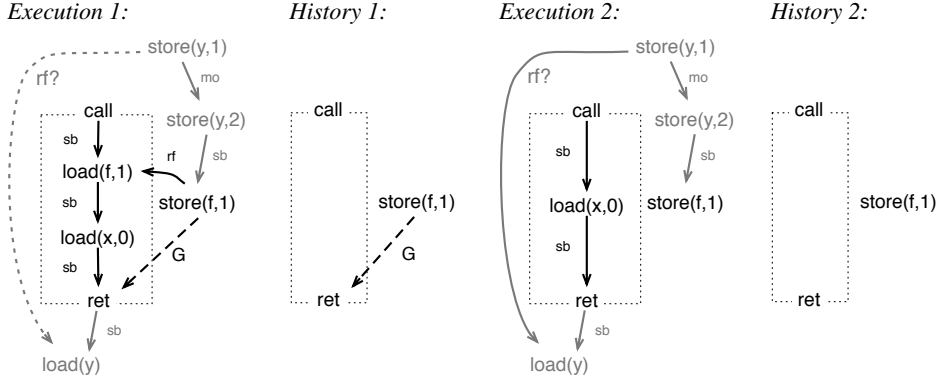 Execution 1: History 1: Execution 2: History 2:
store(y,1) store(y,1)
rf? mo rf? mo
call call call call
store(y,2) store(y,2)
sb rf sb sb sb
load(f,1)
store(f,1) store(f,1) load(x,0) store(f,1) store(f,1)
sb
load(x,0)
sb G G sb
ret ret ret ret
sb sb
load(y) load(y)